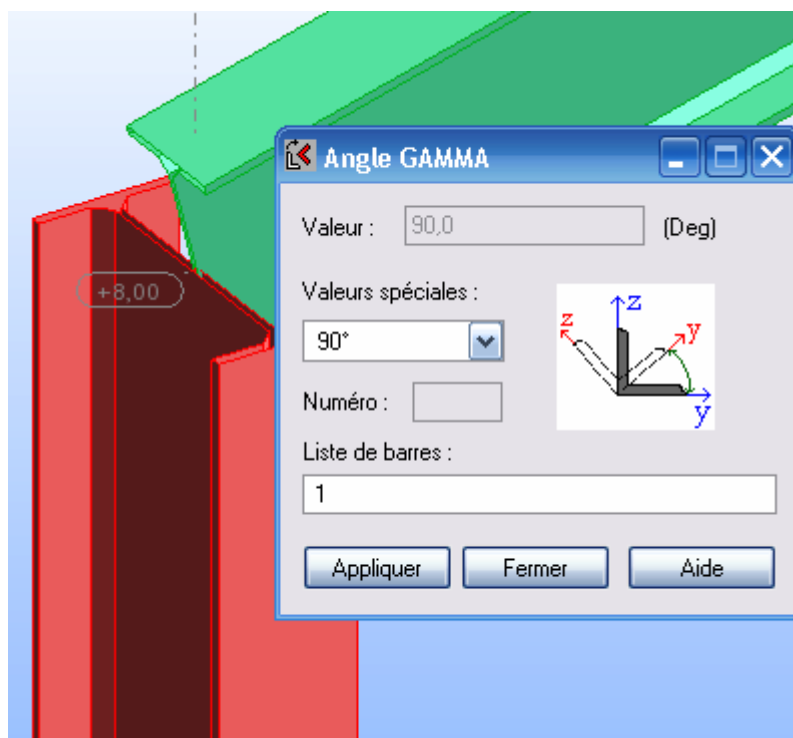 Angle GAMMA
Valeur : 90,0 (Deg)
Valeurs spéciales :
90°
z
z
y
y
Numéro :
Liste de barres :
1
Appliquer Fermer Aide
+8,00